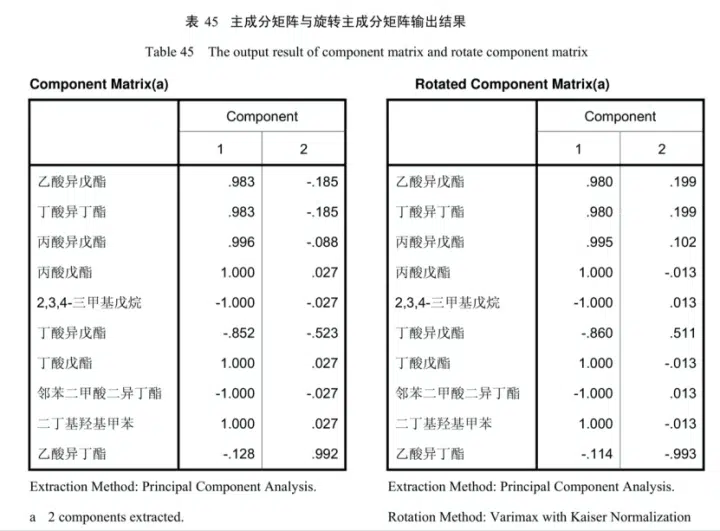 表 45 主成分矩阵与旋转主成分矩阵输出结果
Table 45 The output result of component matrix and rotate component matrix
Component Matrix(a)
Component
1 2
乙酸异戊酯 .983 -.185
丁酸异丁酯 .983 -.185
丙酸异戊酯 .996 -.088
丙酸戊酯 1.000 .027
2,3,4-三甲基戊烷 -1.000 -.027
丁酸异戊酯 -.852 -.523
丁酸戊酯 1.000 .027
邻苯二甲酸二异丁酯 -1.000 -.027
二丁基羟基甲苯 1.000 .027
乙酸异丁酯 -.128 .992
Extraction Method: Principal Component Analysis.
a 2 components extracted.
Rotated Component Matrix(a)
Component
1 2
乙酸异戊酯 .980 .199
丁酸异丁酯 .980 .199
丙酸异戊酯 .995 .102
丙酸戊酯 1.000 -.013
2,3,4-三甲基戊烷 -1.000 .013
丁酸异戊酯 -.860 .511
丁酸戊酯 1.000 -.013
邻苯二甲酸二异丁酯 -1.000 .013
二丁基羟基甲苯 1.000 -.013
乙酸异丁酯 -.114 -.993
Extraction Method: Principal Component Analysis.
Rotation Method: Varimax with Kaiser Normalization